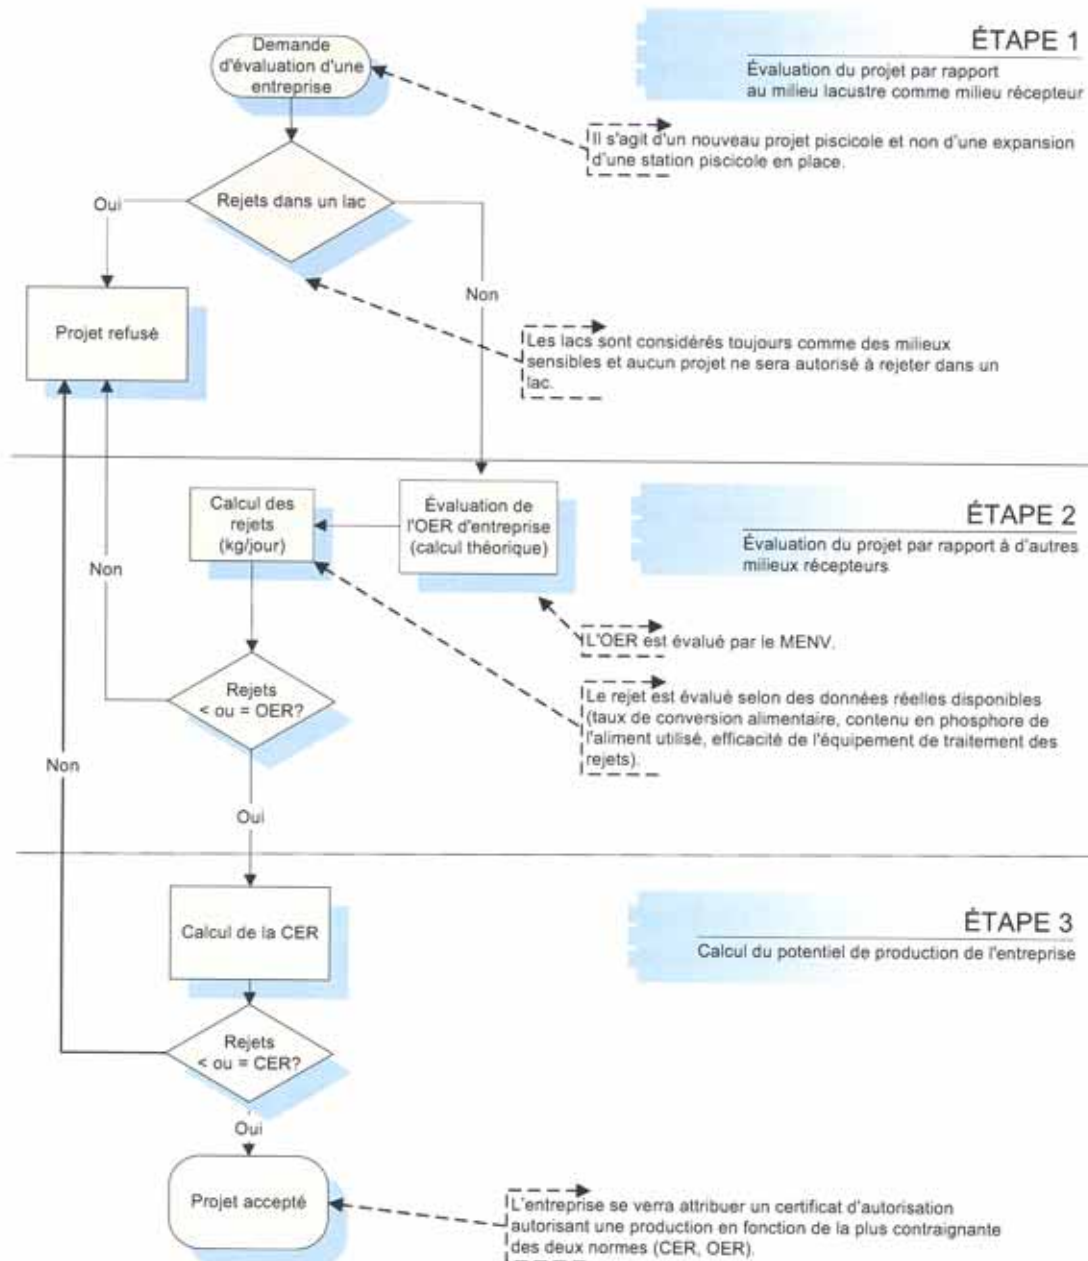 ÉTAPE 1
Évaluation du projet par rapport
au milieu lacustre comme milieu récepteur
Demande
d'évaluation d'une
entreprise
Il s'agit d'un nouveau projet piscicole et non d'une expansion
d'une station piscicole en place.
Oui
Rejets dans un lac
Non
Projet refusé
Les lacs sont considérés toujours comme des milieux
sensibles et aucun projet ne sera autorisé à rejeter dans un
lac.
ÉTAPE 2
Évaluation du projet par rapport à d'autres
milieux récepteurs
Calcul des
rejets
(kg/jour)
Évaluation de
l'OER d'entreprise
(calcul théorique)
Non
L'OER est évalué par le MENV.
Rejets
< ou = OER?
Le rejet est évalué selon des données réelles disponibles
(taux de conversion alimentaire, contenu en phosphore de
l'aliment utilisé, efficacité de l'équipement de traitement des
rejets).
Non
Oui
ÉTAPE 3
Calcul du potentiel de production de l'entreprise
Calcul de la CER
Rejets
< ou = CER?
Oui
Projet accepté
L'entreprise se verra attribuer un certificat d'autorisation
autorisant une production en fonction de la plus contraignante
des deux normes (CER, OER).